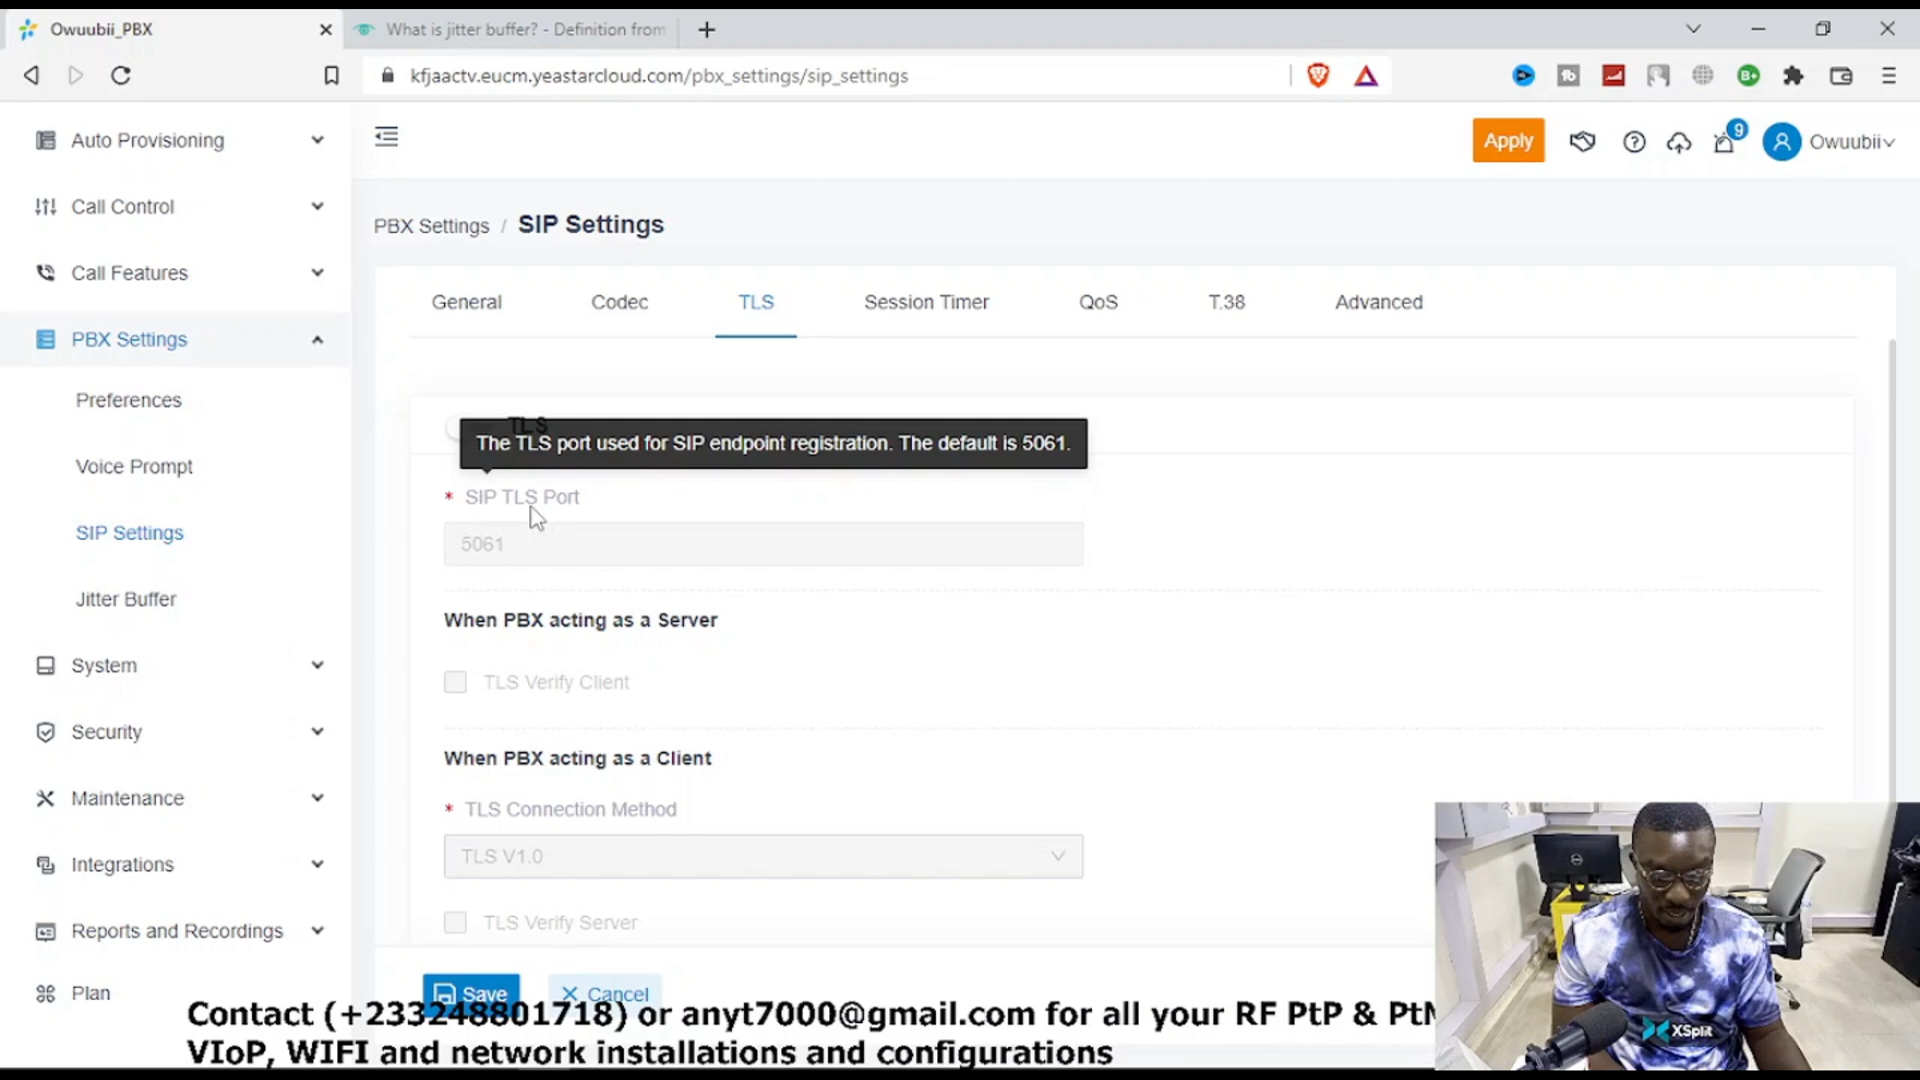 Owuubii_PBX
What is jitter buffer? - Definition from
kfjaactv.eucm.yeastarcloud.com/pbx_settings/sip_settings
Auto Provisioning
Call Control
Call Features
PBX Settings
Preferences
Voice Prompt
SIP Settings
Jitter Buffer
System
Security
Maintenance
Integrations
Reports and Recordings
Plan
Apply
9
Owuubii
PBX Settings / SIP Settings
General Codec TLS Session Timer QoS T.38 Advanced
TLS
The TLS port used for SIP endpoint registration. The default is 5061.
* SIP TLS Port
5061
When PBX acting as a Server
TLS Verify Client
When PBX acting as a Client
* TLS Connection Method
TLS V1.0
TLS Verify Server
Save Cancel
Contact (+233248801718) or anyt7000@gmail.com for all your RF PtP &
VIoP, WIFI and network installations and configurations
XSplit